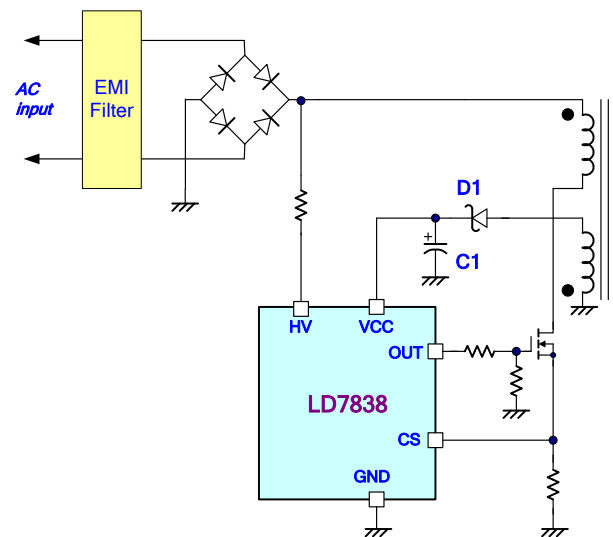 AC
input
EMI
Filter
D1
+
C1
HV
VCC
OUT
LD7838
CS
GND